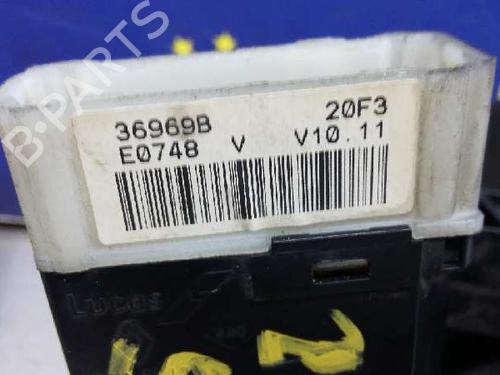 36969B 20F3
E0748 V V10.11
Lucas
B-PARTS